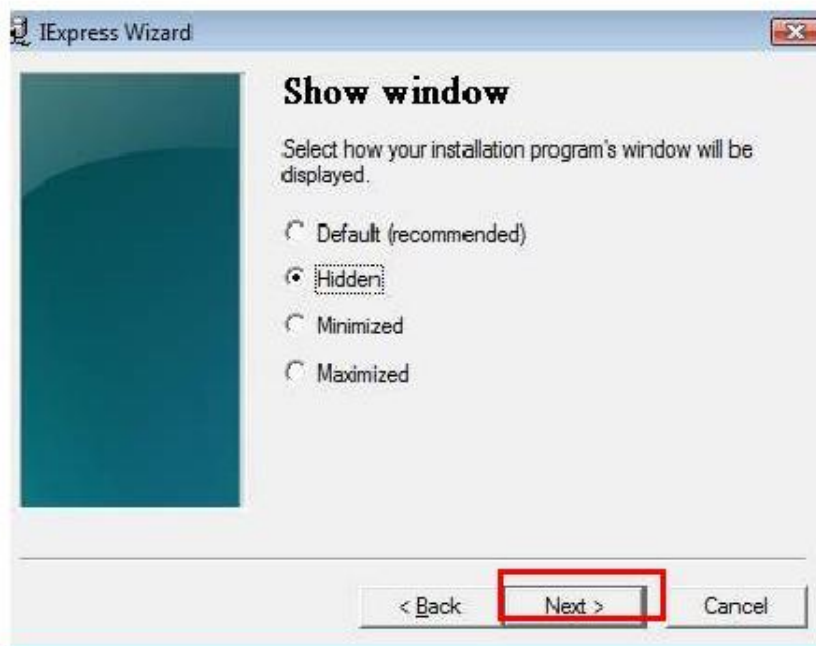 IExpress Wizard
Show window
Select how your installation program's window will be
displayed.
Default (recommended)
Hidden
Minimized
Maximized
< Back
Next >
Cancel